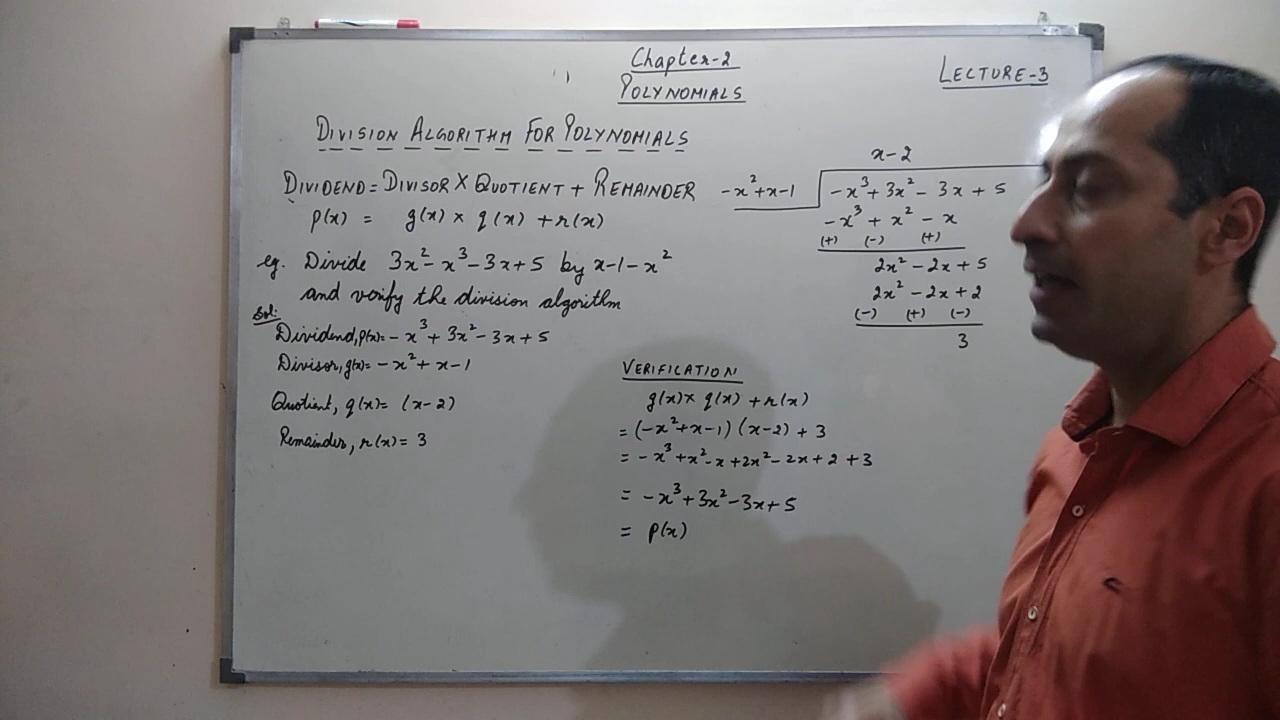 Chapter-2
POLYNOMIALS
LECTURE-3
DIVISION ALGORITHM FOR POLYNOMIALS
DIVIDEND = DIVISOR X QUOTIENT + REMAINDER
p(x) = g(x) × q(x) + r(x)
eg. Divide 3x² - x³ - 3x + 5 by x - 1 - x²
and verify the division algorithm
Sol:
Dividend, p(x) = - x³ + 3x² - 3x + 5
Divisor, g(x) = - x² + x - 1
Quotient, q(x) = (x-2)
Remainder, r(x) = 3
x - 2
-x² + x - 1
-x³ + 3x² - 3x + 5
-x³ + x² - x
(+) (-) (+)
2x² - 2x + 5
2x² - 2x + 2
(-) (+) (-)
3
VERIFICATION
g(x) × q(x) + r(x)
= (-x² + x - 1) (x-2) + 3
= -x³ + x² - x + 2x² - 2x + 2 + 3
= -x³ + 3x² - 3x + 5
= p(x)